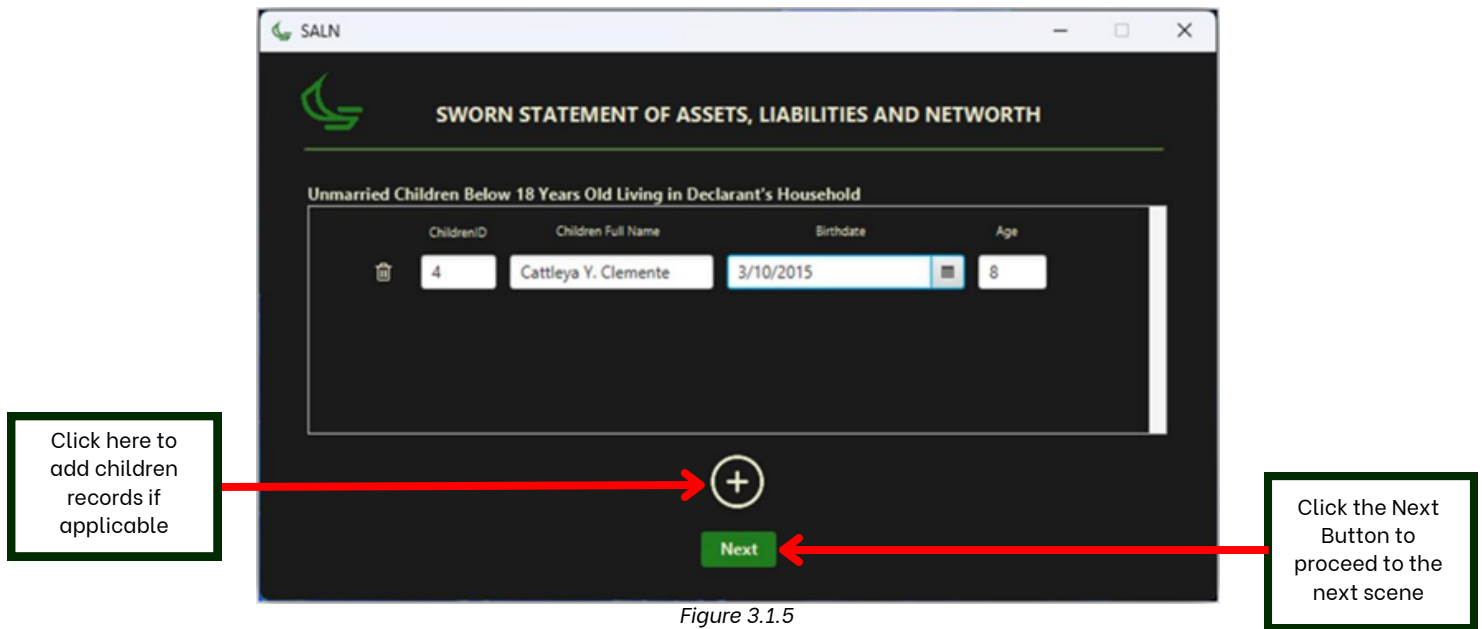 SALN
SWORN STATEMENT OF ASSETS, LIABILITIES AND NETWORTH
Unmarried Children Below 18 Years Old Living in Declarant's Household
ChildrenID Children Full Name Birthdate Age
4 Cattleya Y. Clemente 3/10/2015 8
Click here to
add children
records if
applicable
Next
Click the Next
Button to
proceed to the
next scene
Figure 3.1.5